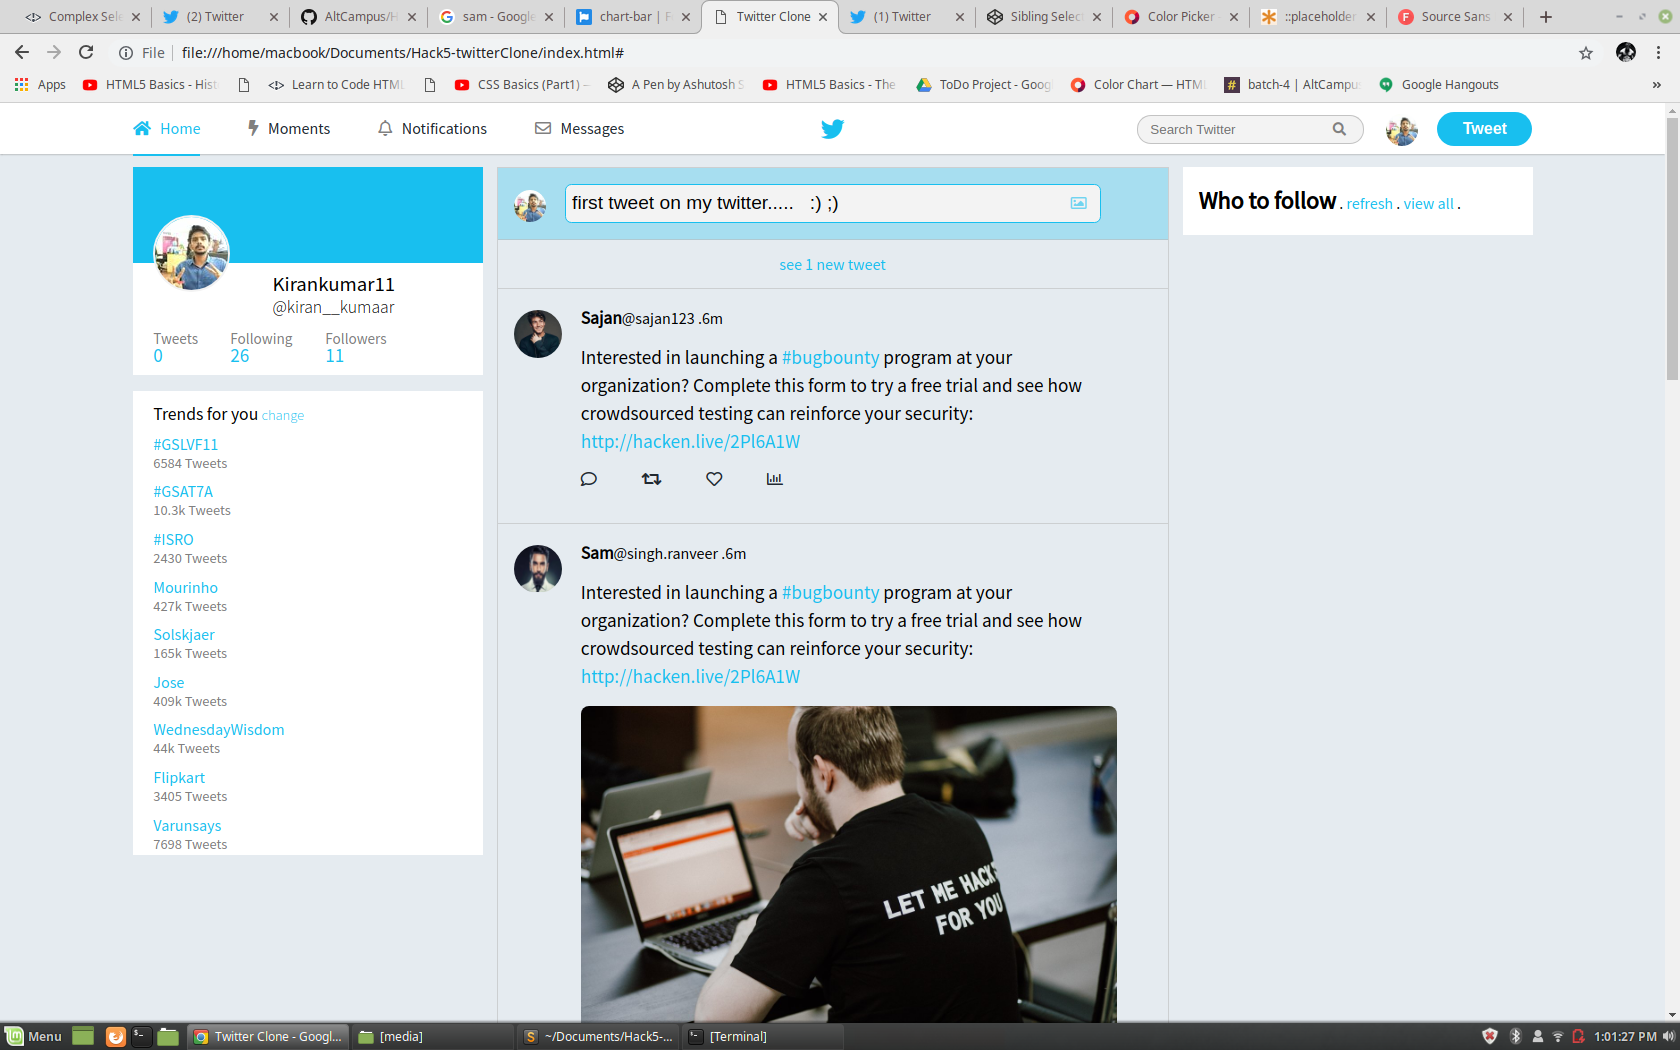 Complex Sele
(2) Twitter
AltCampus/H
sam - Google
chart-bar | F
Twitter Clone
(1) Twitter
Sibling Select
Color Picker
::placeholder
Source Sans
File
file:///home/macbook/Documents/Hack5-twitterClone/index.html#
Apps
HTML5 Basics - Hist
Learn to Code HTML
CSS Basics (Part1) –
A Pen by Ashutosh S
HTML5 Basics - The
ToDo Project - Goog
Color Chart — HTML
batch-4 | AltCampus
Google Hangouts
»
Home
Moments
Notifications
Messages
Search Twitter
Tweet
Kirankumar11
@kiran__kumaar
Tweets Following Followers
0 26 11
Trends for you change
#GSLVF11
6584 Tweets
#GSAT7A
10.3k Tweets
#ISRO
2430 Tweets
Mourinho
427k Tweets
Solskjaer
165k Tweets
Jose
409k Tweets
WednesdayWisdom
44k Tweets
Flipkart
3405 Tweets
Varunsays
7698 Tweets
first tweet on my twitter..... :) ;)
see 1 new tweet
Sajan@sajan123 .6m
Interested in launching a #bugbounty program at your
organization? Complete this form to try a free trial and see how
crowdsourced testing can reinforce your security:
http://hacken.live/2Pl6A1W
Sam@singh.ranveer .6m
Interested in launching a #bugbounty program at your
organization? Complete this form to try a free trial and see how
crowdsourced testing can reinforce your security:
http://hacken.live/2Pl6A1W
LET ME HACK
FOR YOU
Who to follow . refresh . view all .
Menu
Twitter Clone - Googl...
[media]
~/Documents/Hack5-...
[Terminal]
1:01:27 PM